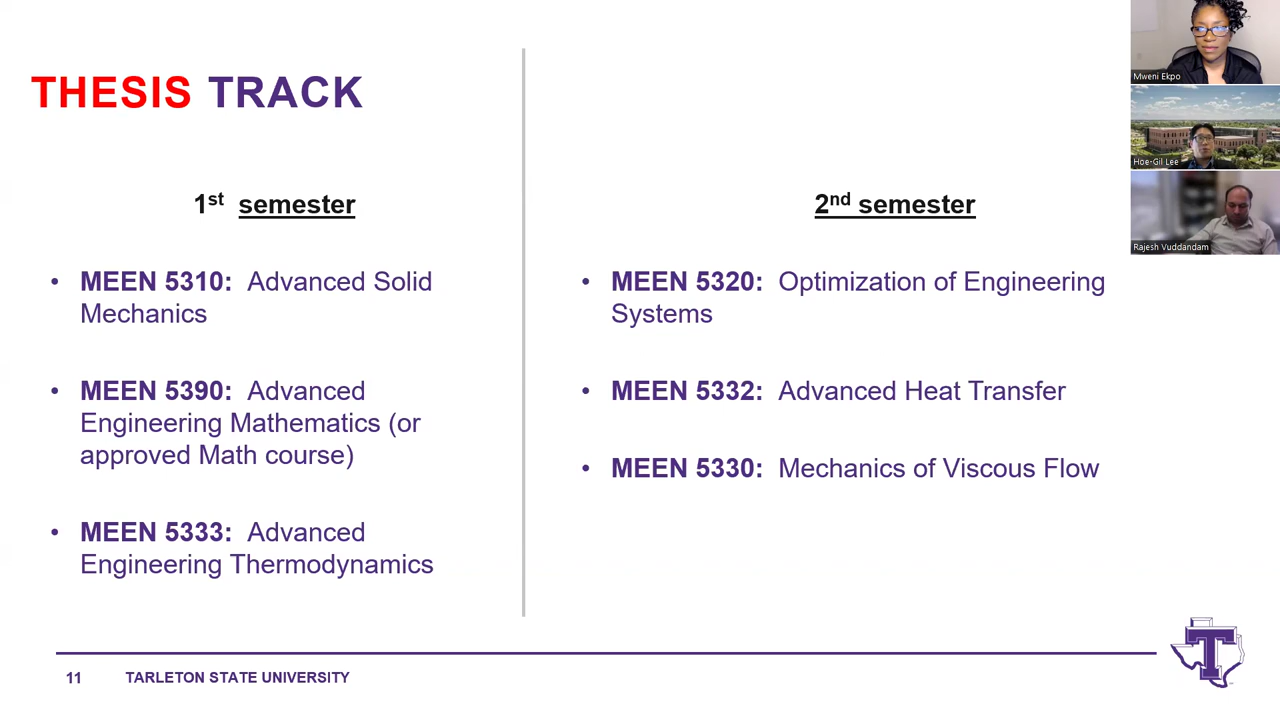 THESIS TRACK
1st semester
• MEEN 5310: Advanced Solid
Mechanics
• MEEN 5390: Advanced
Engineering Mathematics (or
approved Math course)
• MEEN 5333: Advanced
Engineering Thermodynamics
2nd semester
• MEEN 5320: Optimization of Engineering
Systems
• MEEN 5332: Advanced Heat Transfer
• MEEN 5330: Mechanics of Viscous Flow
Mweni Ekpo
Hoe-Gil Lee
Rajesh Vuddandam
11 TARLETON STATE UNIVERSITY
T